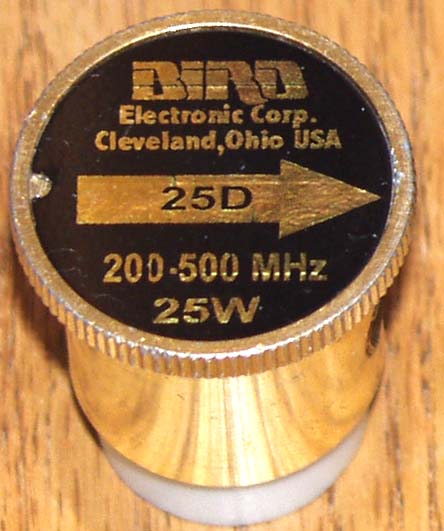 BIRD
Electronic Corp.
Cleveland,Ohio USA
25D
200-500 MHz
25W